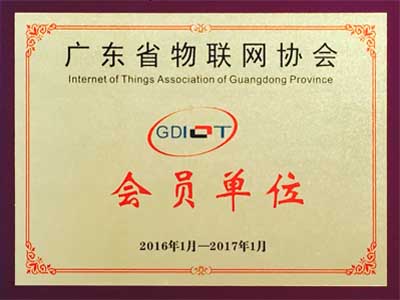 广东省物联网协会
Internet of Things Association of Guangdong Province
GDIOT
会员单位
2016年1月—2017年1月